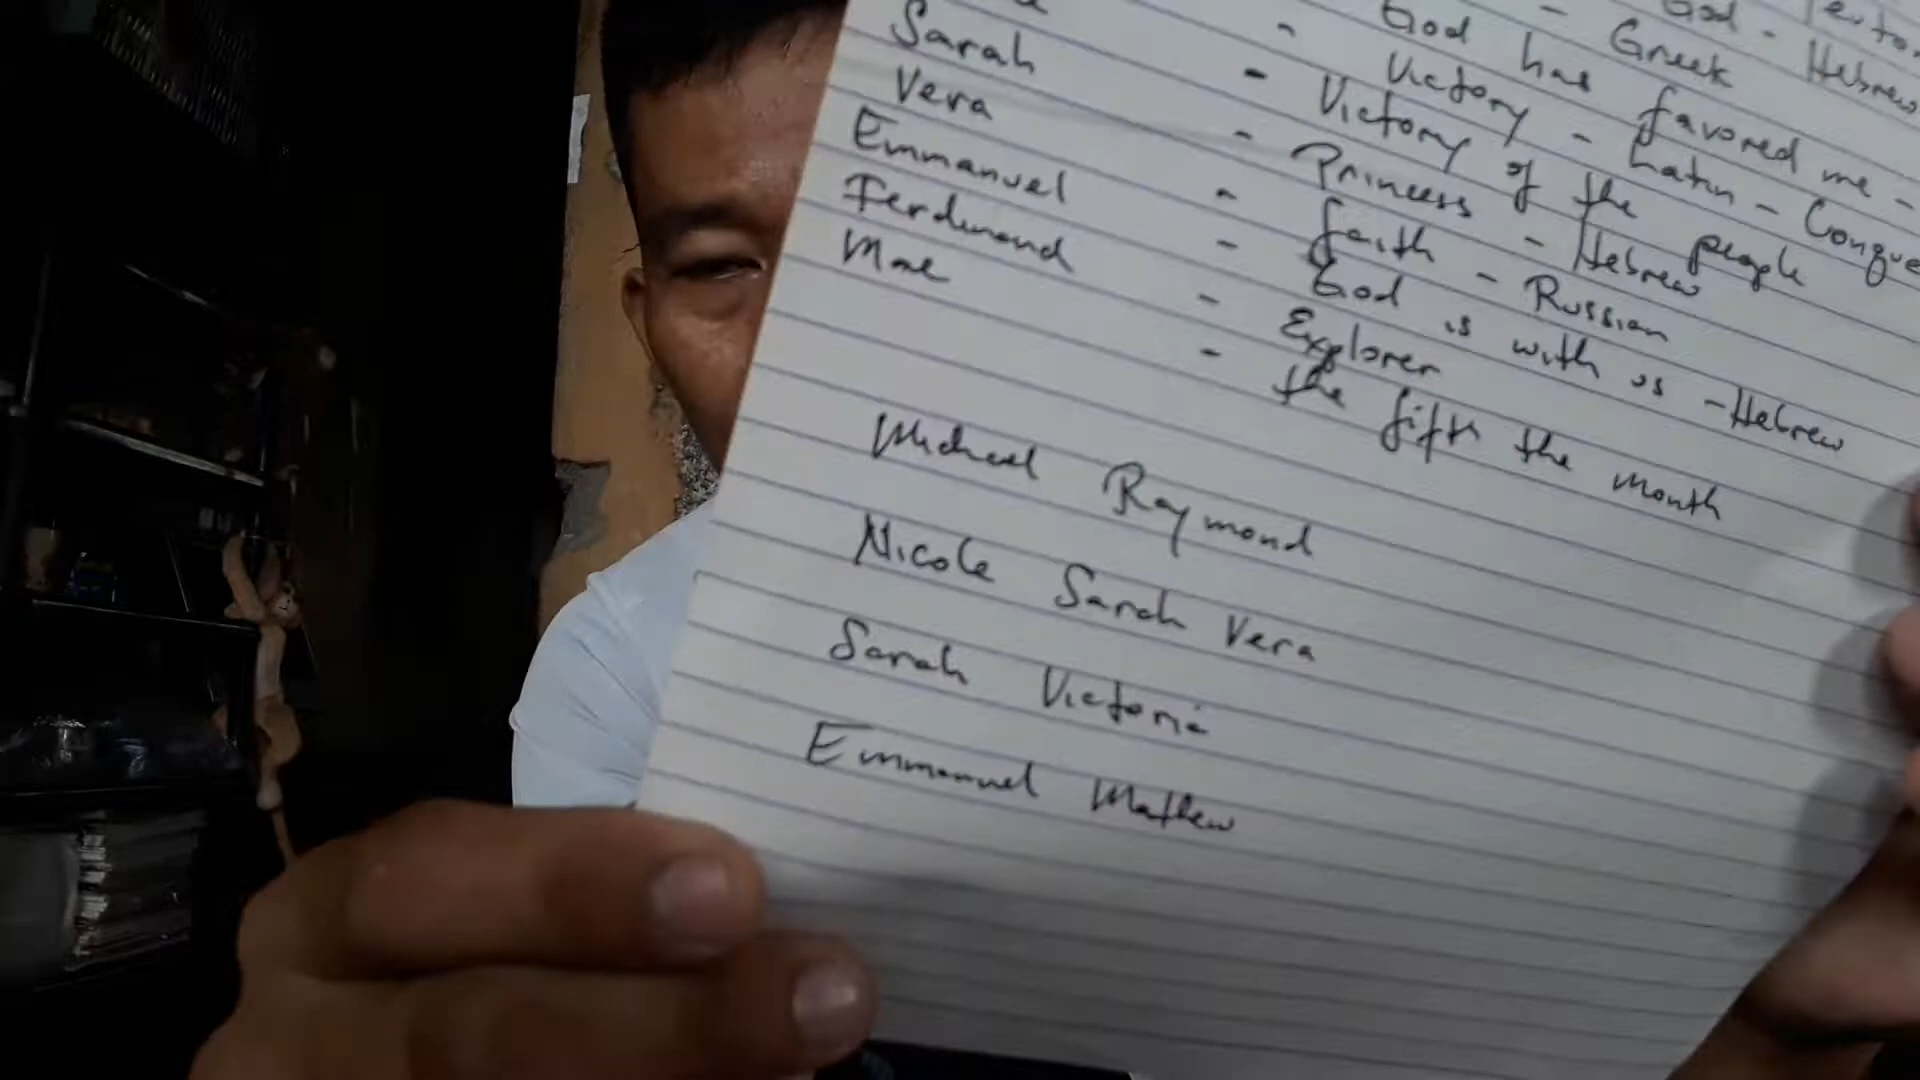 God - Hebrew
- Greek
God has favored me -
- Victory - Latin - Conque
- Victory of the people
Sarah - Princess - Hebrew
Vera - faith - Russian
Emmanuel - God is with us - Hebrew
Ferdinand - Explorer
Mae - the fifth the month
Michael Raymond
Nicole Sarah Vera
Sarah Victoria
Emmanuel Mathew